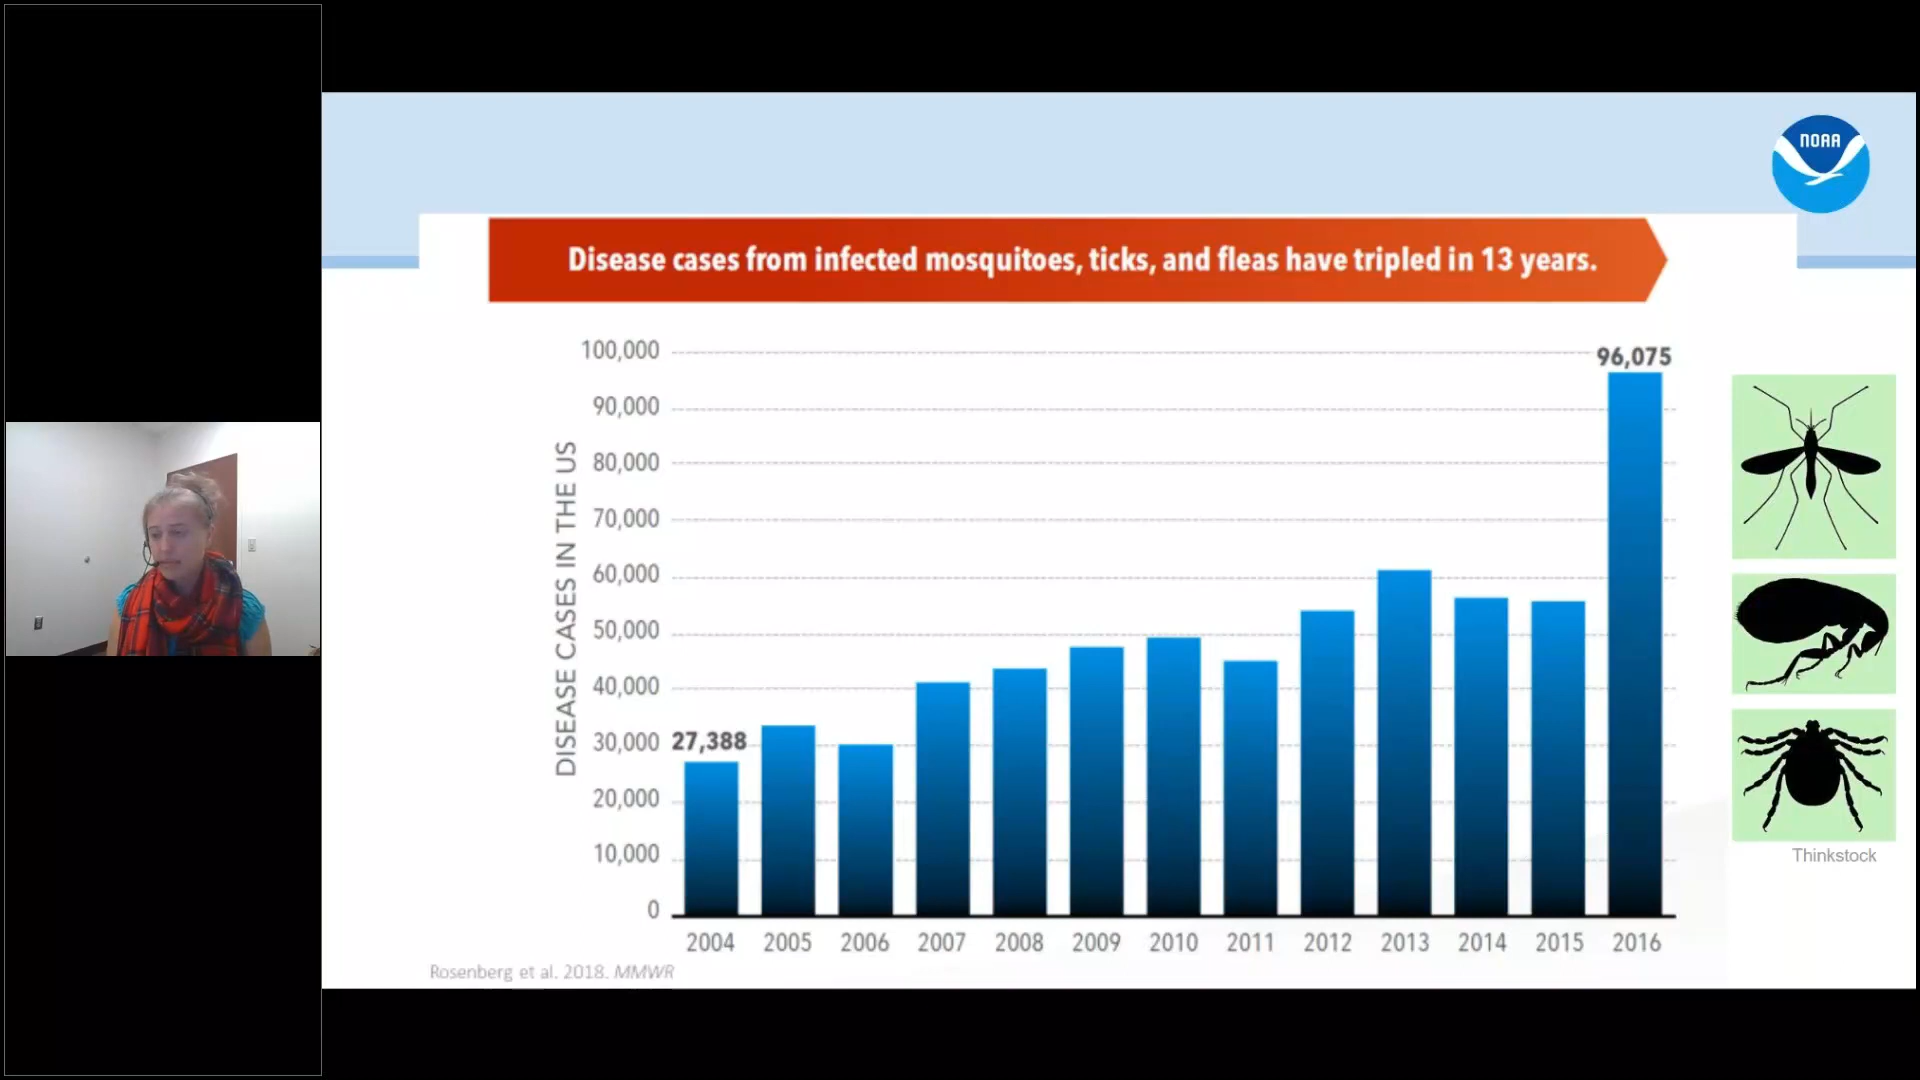 NOAA
Disease cases from infected mosquitoes, ticks, and fleas have tripled in 13 years.
DISEASE CASES IN THE US
100,000
90,000
80,000
70,000
60,000
50,000
40,000
30,000
20,000
10,000
0
27,388
96,075
2004 2005 2006 2007 2008 2009 2010 2011 2012 2013 2014 2015 2016
Thinkstock
Rosenberg et al. 2018. MMWR